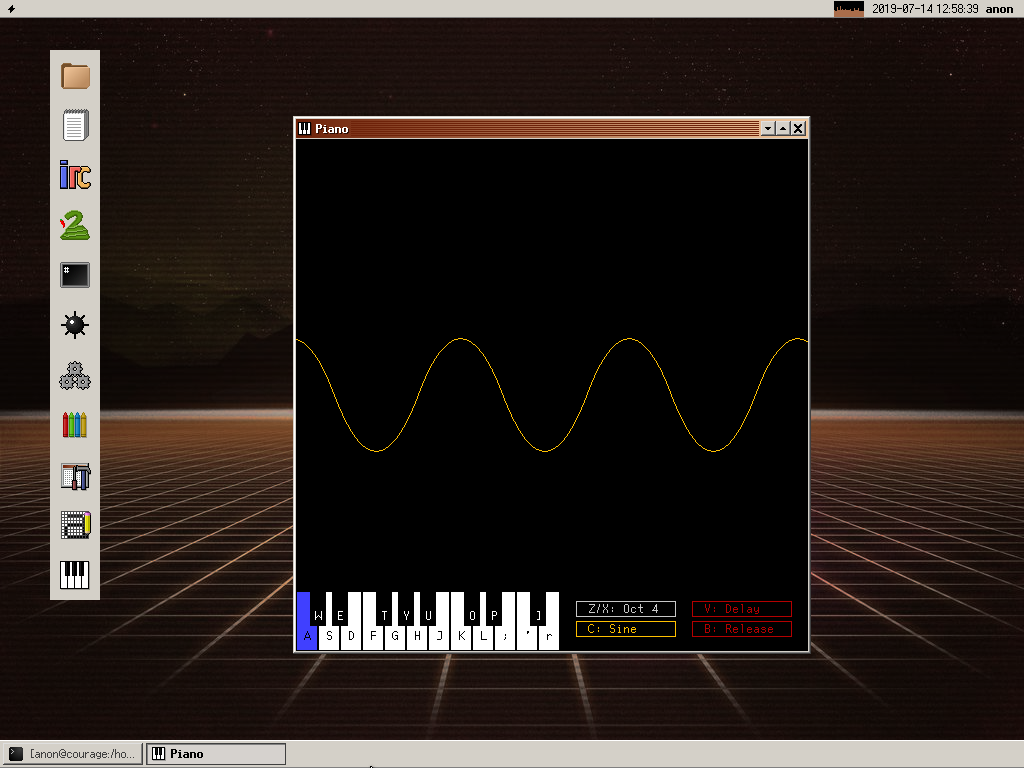 2019-07-14 12:58:39 anon
irc
#
Piano
W E T Y U O P ]
A S D F G H J K L ; ' r
Z/X: Oct 4
V: Delay
C: Sine
B: Release
[anon@courage:/ho...
Piano